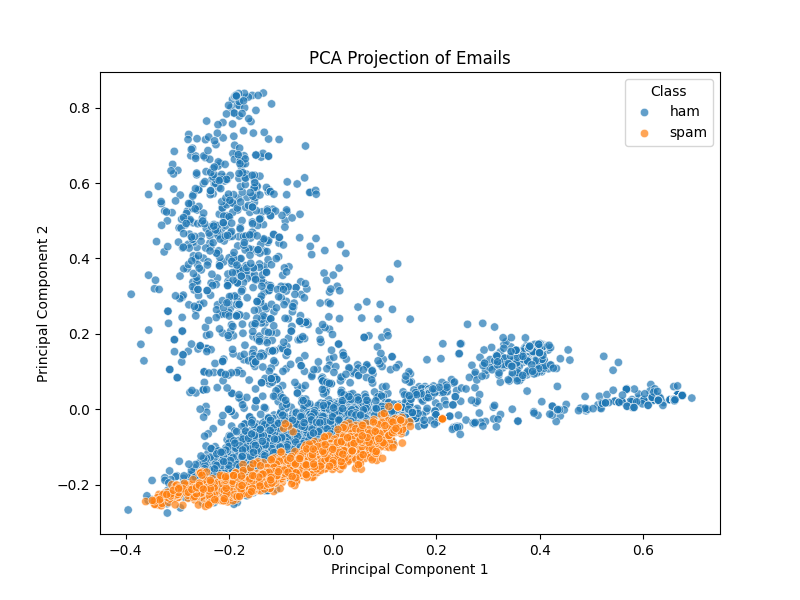 PCA Projection of Emails
Class
ham
spam
0.8
0.6
0.4
0.2
0.0
−0.2
Principal Component 2
−0.4
−0.2
0.0
0.2
0.4
0.6
Principal Component 1